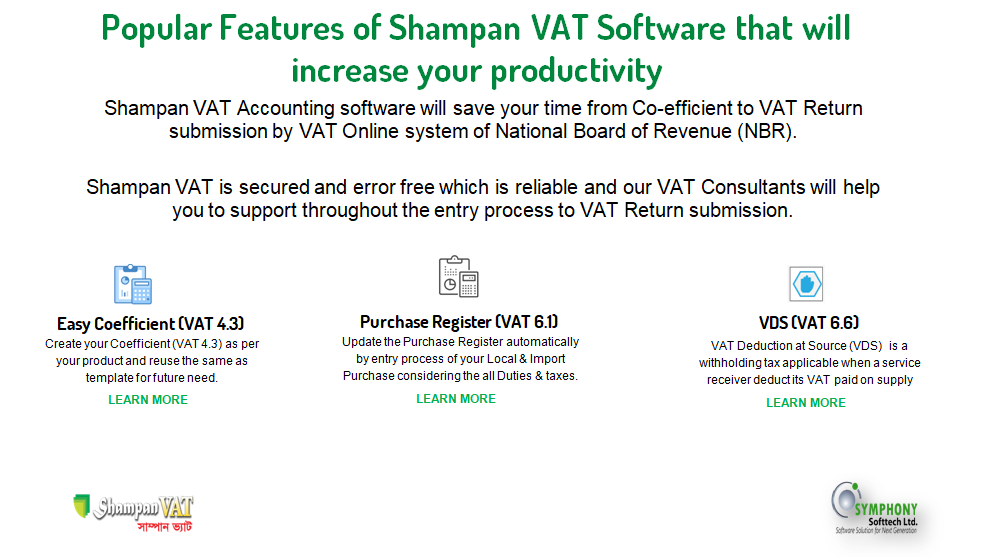 Popular Features of Shampan VAT Software that will
increase your productivity
Shampan VAT Accounting software will save your time from Co-efficient to VAT Return
submission by VAT Online system of National Board of Revenue (NBR).
Shampan VAT is secured and error free which is reliable and our VAT Consultants will help
you to support throughout the entry process to VAT Return submission.
Easy Coefficient (VAT 4.3)
Create your Coefficient (VAT 4.3) as per
your product and reuse the same as
template for future need.
LEARN MORE
Purchase Register (VAT 6.1)
Update the Purchase Register automatically
by entry process of your Local & Import
Purchase considering the all Duties & taxes.
LEARN MORE
VDS (VAT 6.6)
VAT Deduction at Source (VDS) is a
withholding tax applicable when a service
receiver deduct its VAT paid on supply
LEARN MORE
Shampan VAT
সাম্পান ভ্যাট
SYMPHONY
Softtech Ltd.
Software Solution for Next Generation